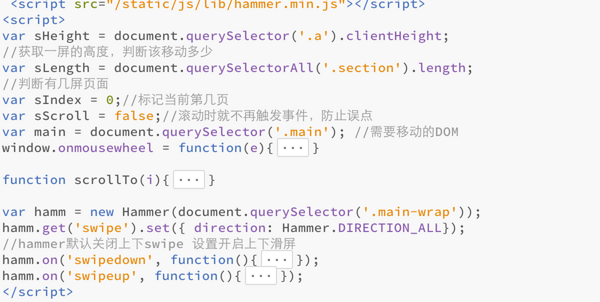 <script src="/static/js/lib/hammer.min.js"></script>
<script>
var sHeight = document.querySelector('.a').clientHeight;
//获取一屏的高度，判断该移动多少
var sLength = document.querySelectorAll('.section').length;
//判断有几屏页面
var sIndex = 0;//标记当前第几页
var sScroll = false;//滚动时就不再触发事件，防止误点
var main = document.querySelector('.main'); //需要移动的DOM
window.onmousewheel = function(e){···}
function scrollTo(i){···}
var hamm = new Hammer(document.querySelector('.main-wrap'));
hamm.get('swipe').set({ direction: Hammer.DIRECTION_ALL});
//hammer默认关闭上下swipe 设置开启上下滑屏
hamm.on('swipedown', function(){···});
hamm.on('swipeup', function(){···});
</script>